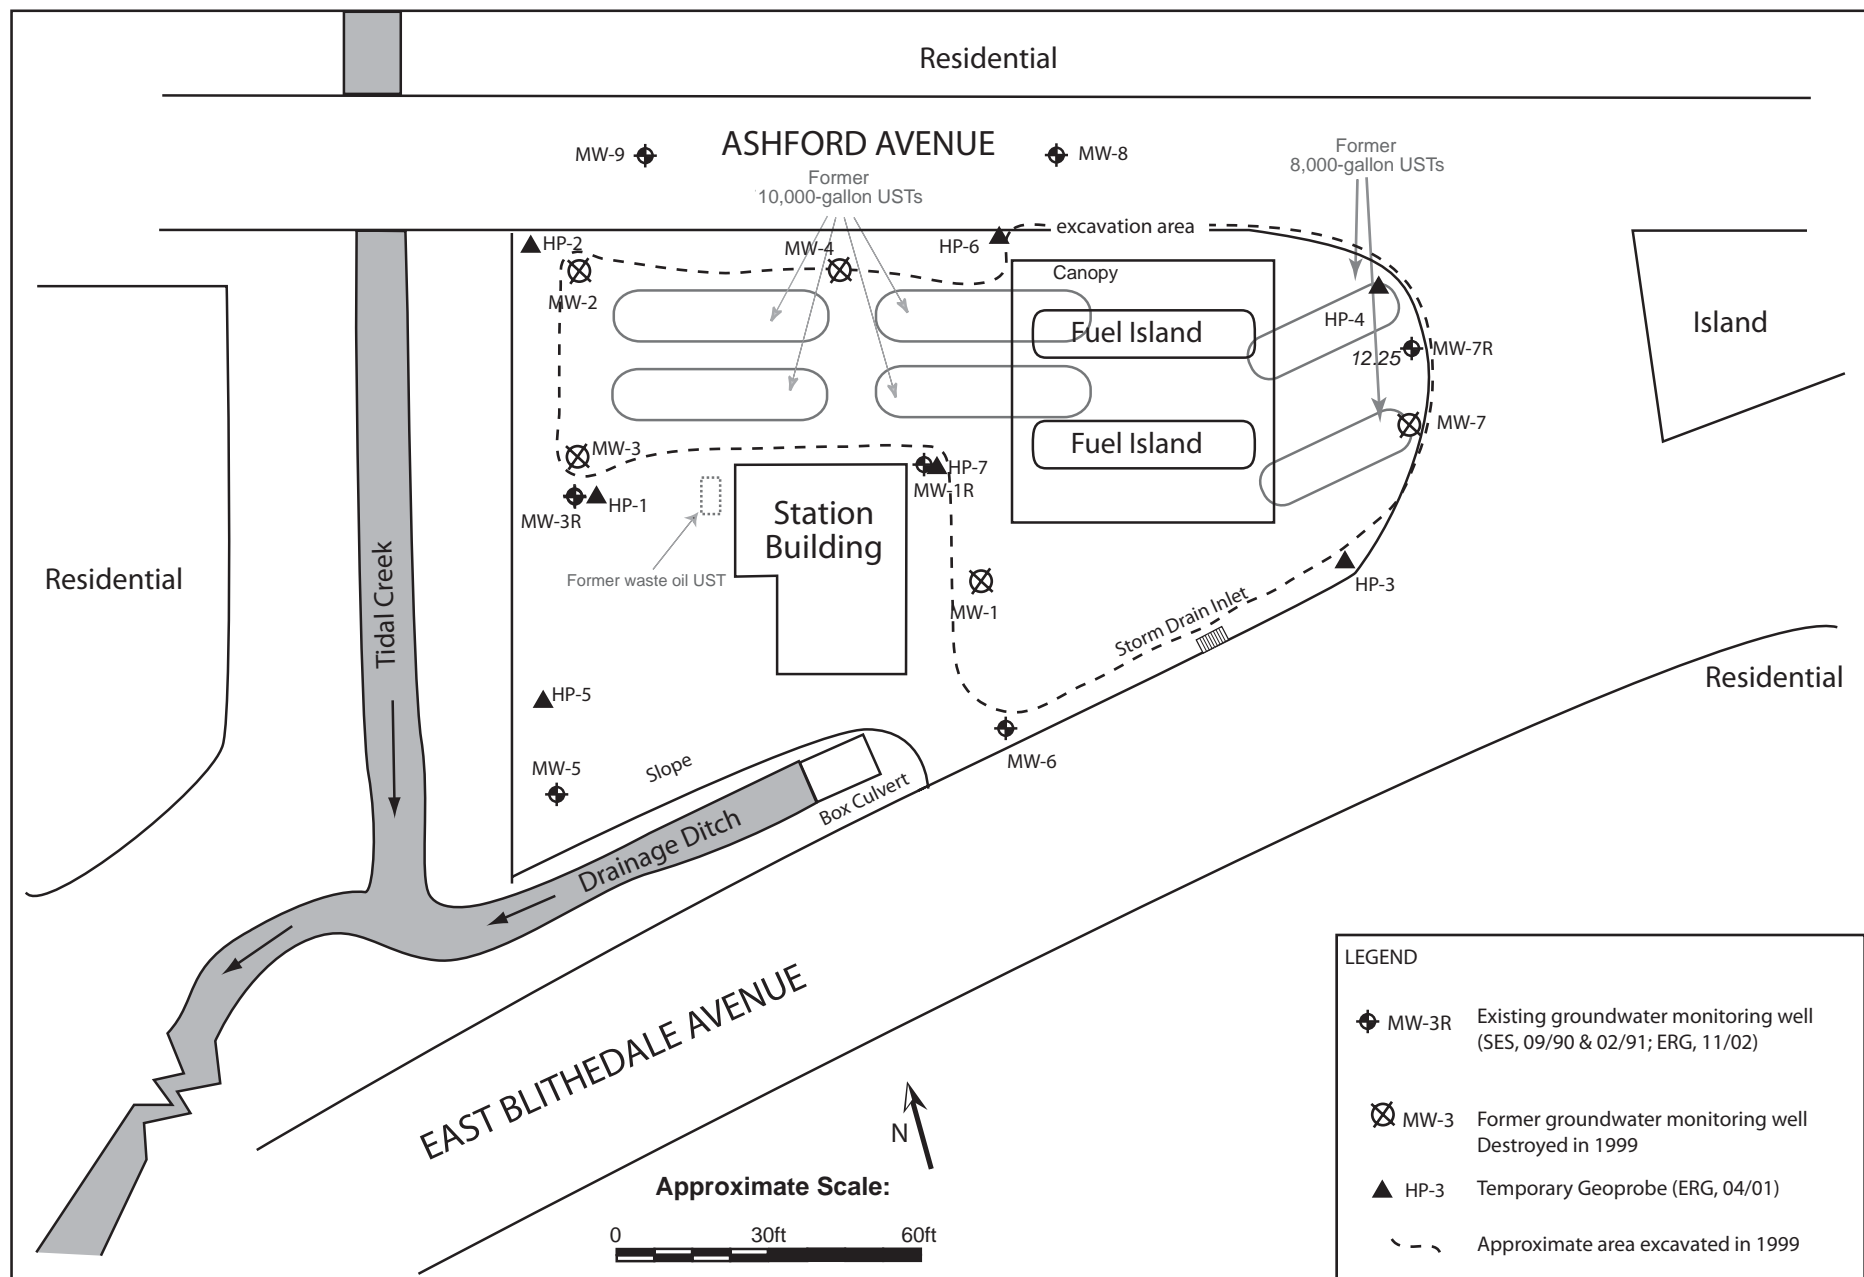 Residential
ASHFORD AVENUE
MW-9
MW-8
Former
10,000-gallon USTs
Former
8,000-gallon USTs
HP-2
MW-4
HP-6
excavation area
MW-2
Canopy
HP-4
Fuel Island
Island
12.25
MW-7R
MW-7
Fuel Island
MW-3
HP-7
MW-1R
HP-1
MW-3R
Station
Building
Former waste oil UST
Residential
Tidal Creek
MW-1
HP-3
Storm Drain Inlet
Residential
HP-5
MW-5
Slope
MW-6
Box Culvert
Drainage Ditch
EAST BLITHEDALE AVENUE
N
Approximate Scale:
0 30ft 60ft
LEGEND
MW-3R Existing groundwater monitoring well
(SES, 09/90 & 02/91; ERG, 11/02)
MW-3 Former groundwater monitoring well
Destroyed in 1999
HP-3 Temporary Geoprobe (ERG, 04/01)
Approximate area excavated in 1999